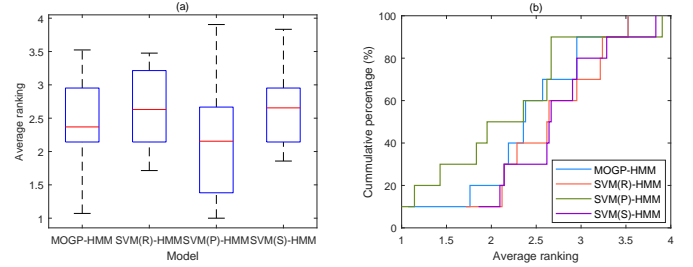 (a)
4
3.5
3
2.5
2
1.5
1
Average ranking
MOGP-HMM SVM(R)-HMM SVM(P)-HMM SVM(S)-HMM
Model
(b)
100
80
60
40
20
0
Cummulative percentage (%)
1 1.5 2 2.5 3 3.5 4
Average ranking
MOGP-HMM
SVM(R)-HMM
SVM(P)-HMM
SVM(S)-HMM